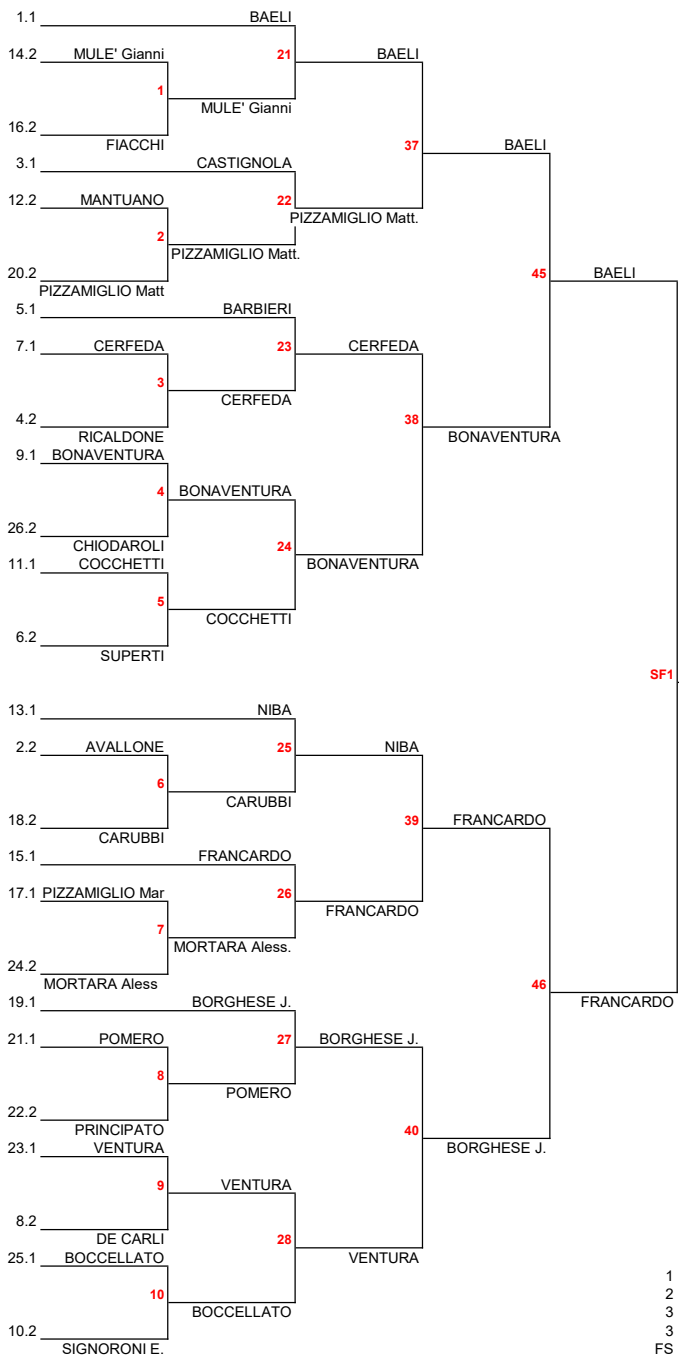 1.1 BAELI
14.2 MULE' Gianni 21 BAELI
1
MULE' Gianni
16.2
FIACCHI 37 BAELI
3.1 CASTIGNOLA
12.2 MANTUANO 22
PIZZAMIGLIO Matt.
2
PIZZAMIGLIO Matt.
20.2 45 BAELI
PIZZAMIGLIO Matt
5.1 BARBIERI
7.1 CERFEDA 23 CERFEDA
3
CERFEDA
4.2 38
RICALDONE BONAVENTURA
9.1 BONAVENTURA
4 BONAVENTURA
26.2
CHIODAROLI 24
BONAVENTURA
11.1 COCCHETTI
5
COCCHETTI
6.2
SUPERTI
SF1
13.1 NIBA
2.2 AVALLONE 25 NIBA
6
CARUBBI
18.2 39 FRANCARDO
CARUBBI
15.1 FRANCARDO
17.1 PIZZAMIGLIO Mar 26
FRANCARDO
7
MORTARA Aless.
24.2
MORTARA Aless 46
FRANCARDO
19.1 BORGHESE J.
21.1 POMERO 27 BORGHESE J.
8
POMERO
22.2
PRINCIPATO 40
23.1 VENTURA BORGHESE J.
9 VENTURA
8.2
DE CARLI 28
VENTURA
25.1 BOCCELLATO
1
10 2
BOCCELLATO
3
10.2 3
SIGNORONI E. FS